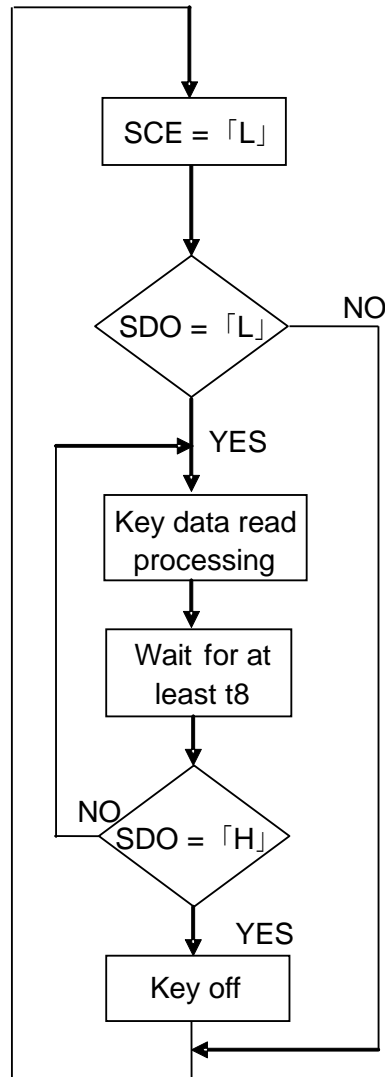 SCE = 「L」
SDO = 「L」
NO
YES
Key data read
processing
Wait for at
least t8
NO
SDO = 「H」
YES
Key off